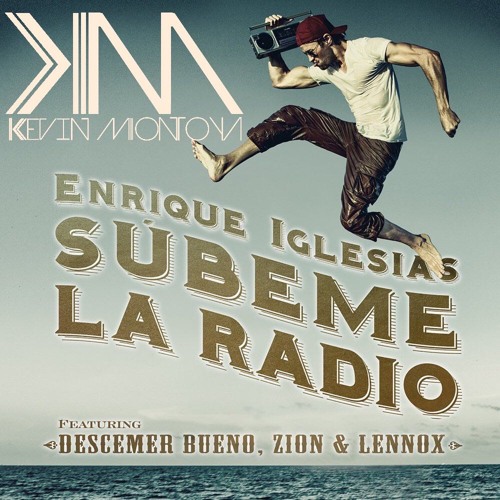 KM
KEVIN MONTOYA
ENRIQUE IGLESIAS
SÚBEME
LA RADIO
FEATURING
DESCEMER BUENO, ZION & LENNOX